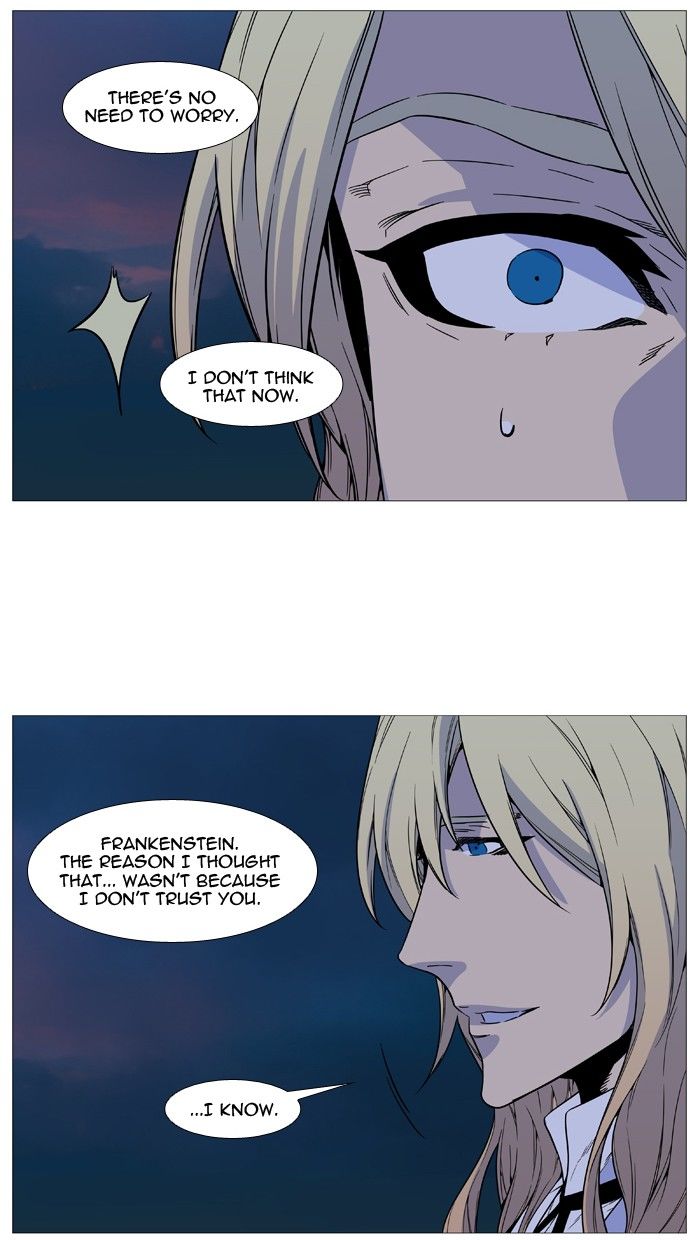 THERE'S NO
NEED TO WORRY.
I DON'T THINK
THAT NOW.
FRANKENSTEIN.
THE REASON I THOUGHT
THAT... WASN'T BECAUSE
I DON'T TRUST YOU.
...I KNOW.